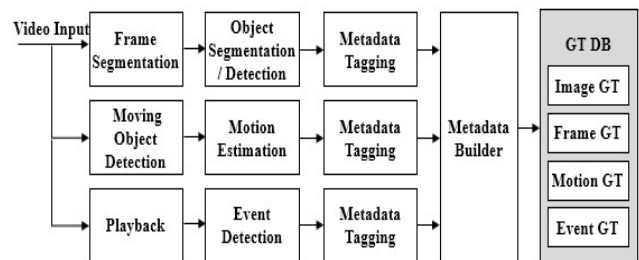 Video Input
Frame
Segmentation
Object
Segmentation
/ Detection
Metadata
Tagging
Moving
Object
Detection
Motion
Estimation
Metadata
Tagging
Playback
Event
Detection
Metadata
Tagging
Metadata
Builder
GT DB
Image GT
Frame GT
Motion GT
Event GT